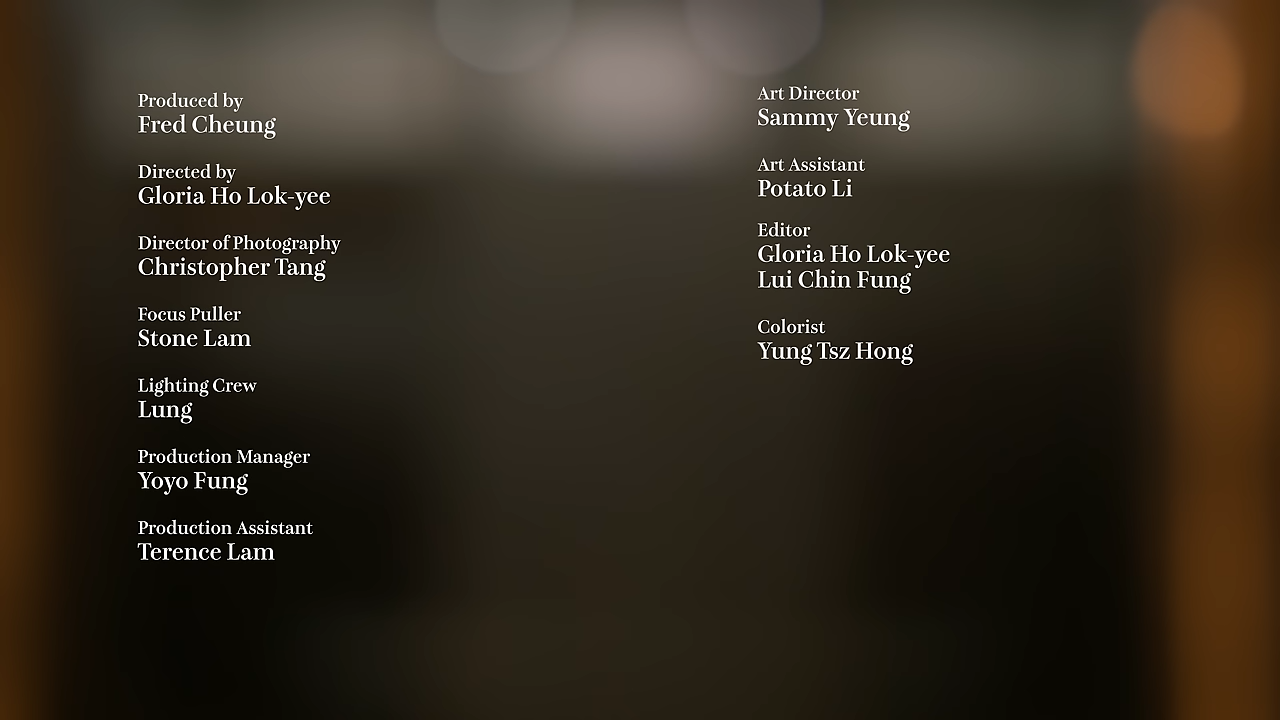 Produced by
Fred Cheung
Directed by
Gloria Ho Lok-yee
Director of Photography
Christopher Tang
Focus Puller
Stone Lam
Lighting Crew
Lung
Production Manager
Yoyo Fung
Production Assistant
Terence Lam
Art Director
Sammy Yeung
Art Assistant
Potato Li
Editor
Gloria Ho Lok-yee
Lui Chin Fung
Colorist
Yung Tsz Hong